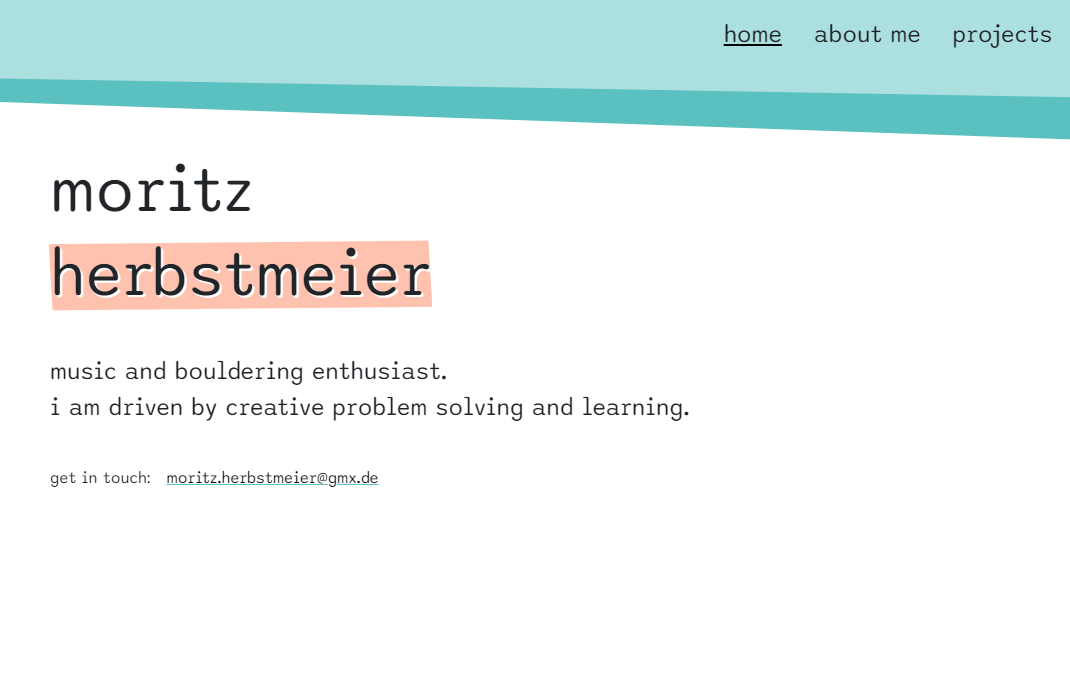 home about me projects
moritz
herbstmeier
music and bouldering enthusiast.
i am driven by creative problem solving and learning.
get in touch: moritz.herbstmeier@gmx.de